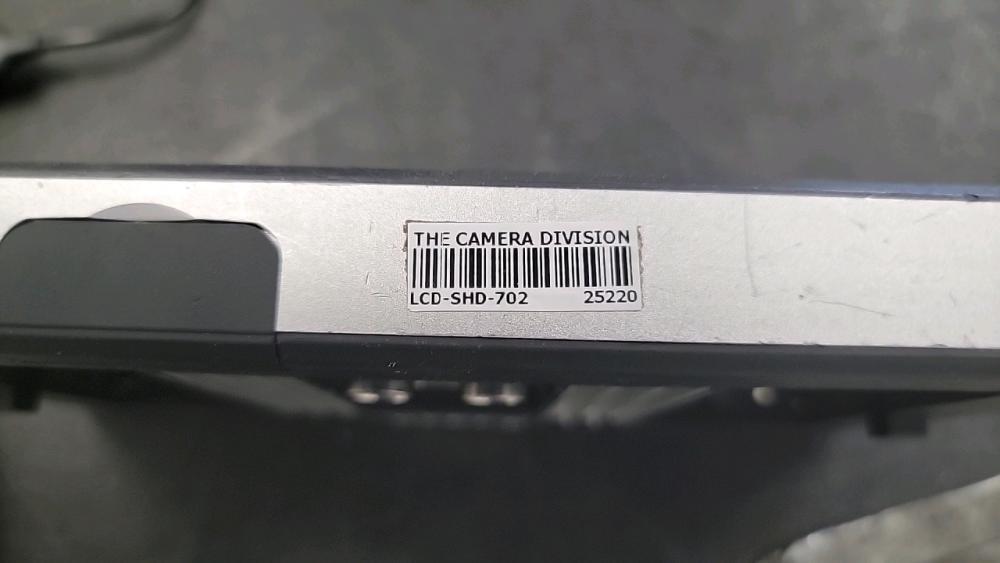 THE CAMERA DIVISION
LCD-SHD-702 25220